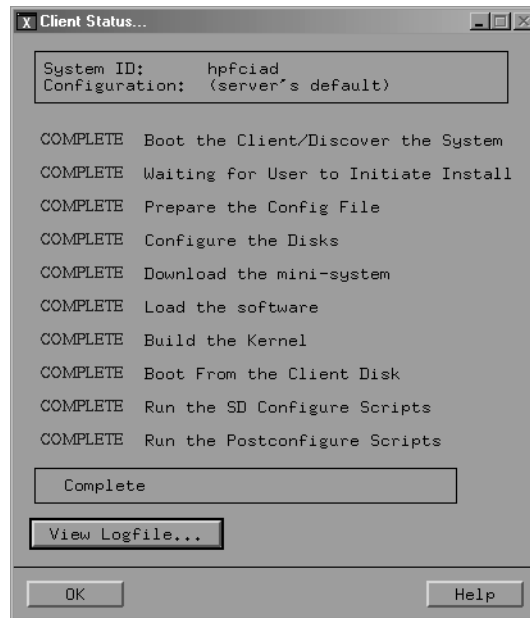 X Client Status...
System ID: hpfciad
Configuration: (server's default)
COMPLETE Boot the Client/Discover the System
COMPLETE Waiting for User to Initiate Install
COMPLETE Prepare the Config File
COMPLETE Configure the Disks
COMPLETE Download the mini-system
COMPLETE Load the software
COMPLETE Build the Kernel
COMPLETE Boot From the Client Disk
COMPLETE Run the SD Configure Scripts
COMPLETE Run the Postconfigure Scripts
Complete
View Logfile...
OK Help